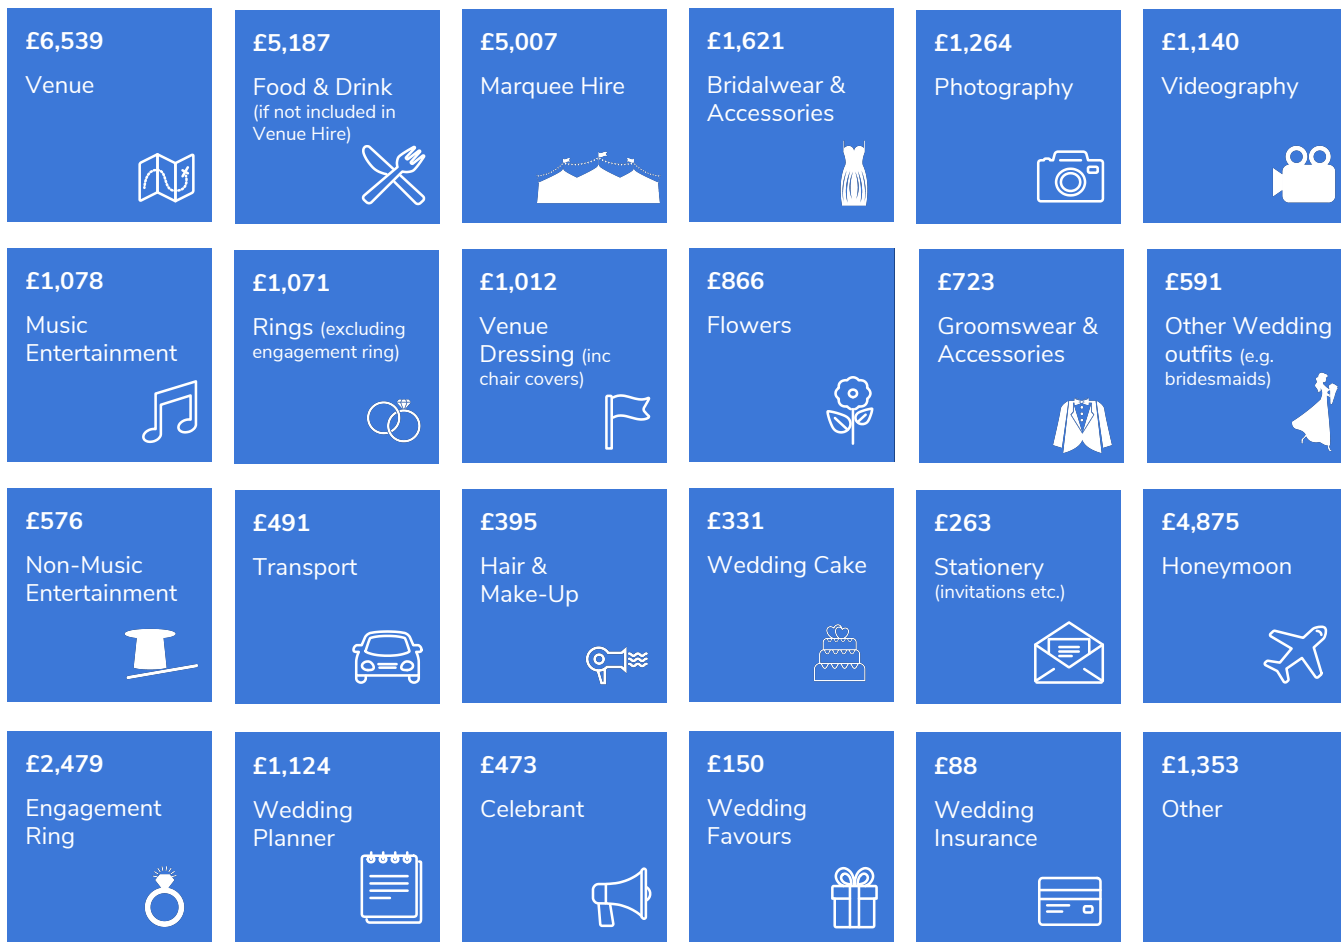 £6,539
Venue
£5,187
Food & Drink
(if not included in
Venue Hire)
£5,007
Marquee Hire
£1,621
Bridalwear &
Accessories
£1,264
Photography
£1,140
Videography
£1,078
Music
Entertainment
£1,071
Rings (excluding
engagement ring)
£1,012
Venue
Dressing (inc
chair covers)
£866
Flowers
£723
Groomswear &
Accessories
£591
Other Wedding
outfits (e.g.
bridesmaids)
£576
Non-Music
Entertainment
£491
Transport
£395
Hair &
Make-Up
£331
Wedding Cake
£263
Stationery
(invitations etc.)
£4,875
Honeymoon
£2,479
Engagement
Ring
£1,124
Wedding
Planner
£473
Celebrant
£150
Wedding
Favours
£88
Wedding
Insurance
£1,353
Other